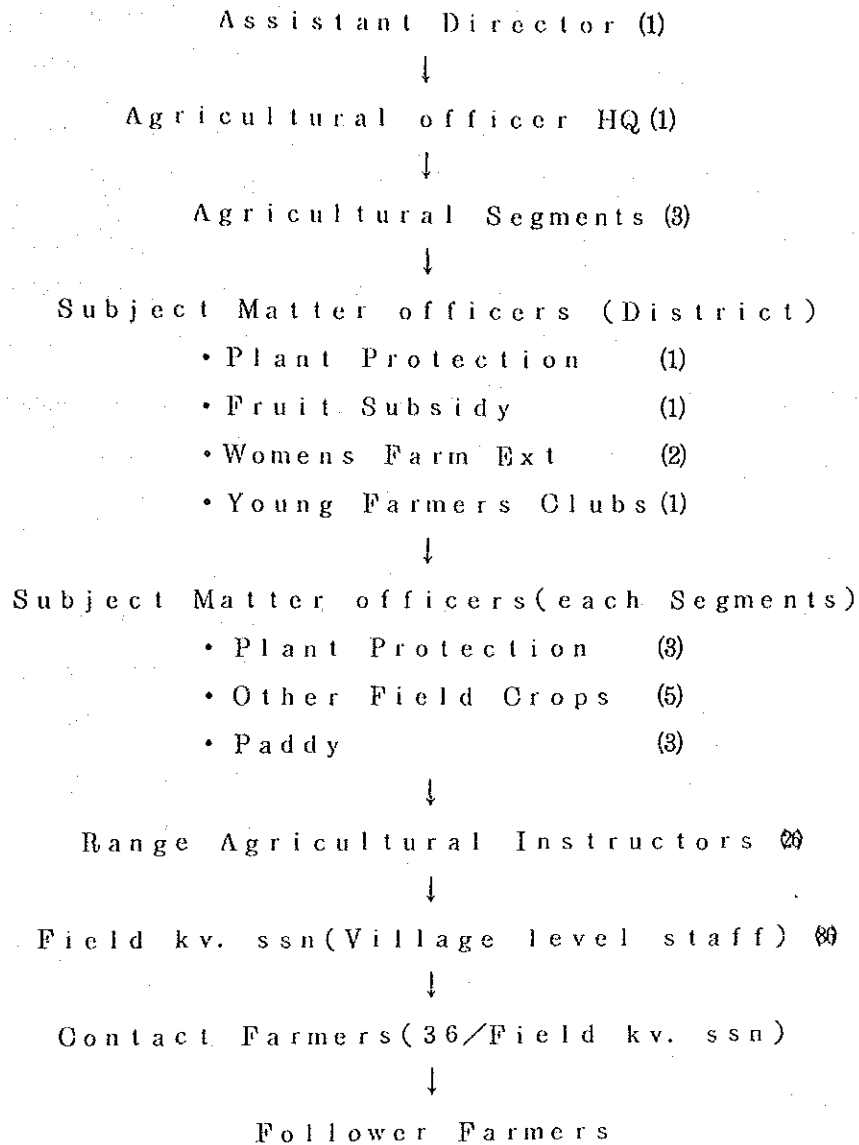 Assistant Director (1)
↓
Agricultural officer HQ (1)
↓
Agricultural Segments (3)
↓
Subject Matter officers (District)
• Plant Protection (1)
• Fruit Subsidy (1)
• Womens Farm Ext (2)
• Young Farmers Clubs (1)
↓
Subject Matter officers(each Segments)
• Plant Protection (3)
• Other Field Crops (5)
• Paddy (3)
↓
Range Agricultural Instructors (26)
↓
Field kv. ssn(Village level staff)
↓
Contact Farmers(36/Field kv. ssn)
↓
Follower Farmers